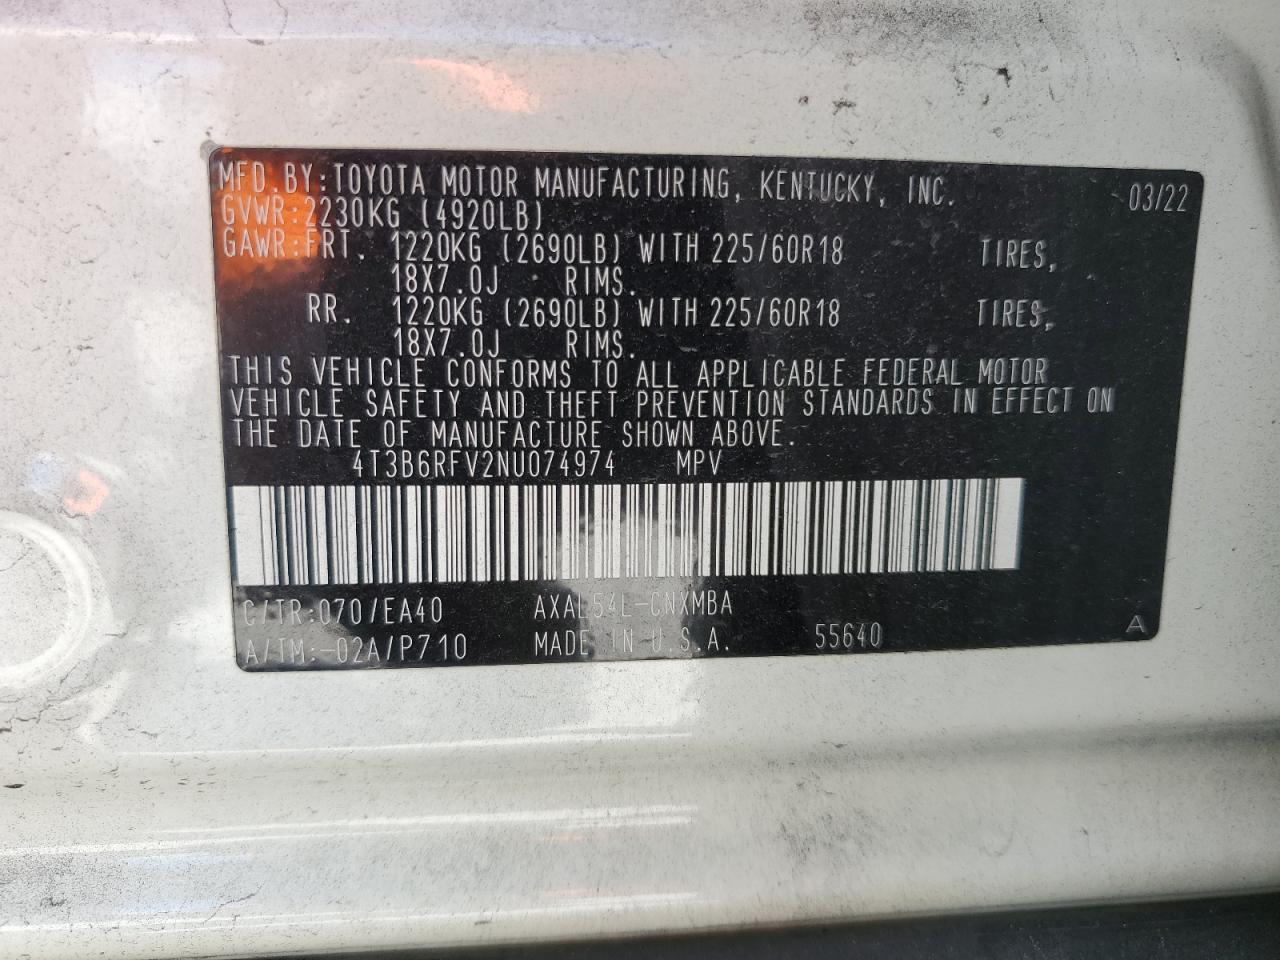 MFD.BY:TOYOTA MOTOR MANUFACTURING, KENTUCKY, INC. 03/22
GVWR:2230KG (4920LB)
GAWR:FRT. 1220KG (2690LB) WITH 225/60R18 TIRES,
18X7.0J RIMS.
RR. 1220KG (2690LB) WITH 225/60R18 TIRES,
18X7.0J RIMS.
THIS VEHICLE CONFORMS TO ALL APPLICABLE FEDERAL MOTOR
VEHICLE SAFETY AND THEFT PREVENTION STANDARDS IN EFFECT ON
THE DATE OF MANUFACTURE SHOWN ABOVE.
4T3B6RFV2NU074974 MPV
C/TR:070/EA40 AXAL54L-CNXMBA
A/TM:-02A/P710 MADE IN U.S.A. 55640 A